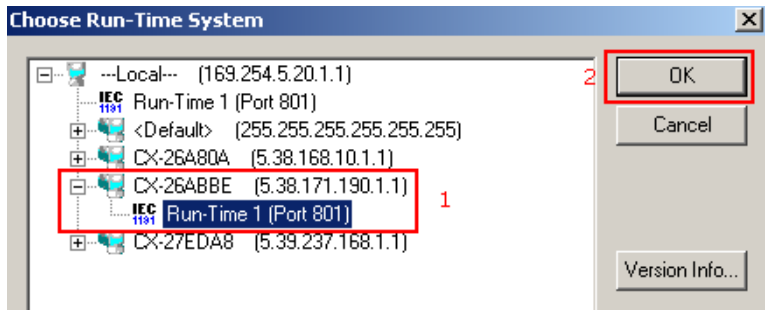 Choose Run-Time System
---Local--- (169.254.5.20.1.1)
IEC 1131 Run-Time 1 (Port 801)
<Default> (255.255.255.255.255.255)
CX-26A80A (5.38.168.10.1.1)
CX-26ABBE (5.38.171.190.1.1)
IEC 1131 Run-Time 1 (Port 801)
CX-27EDA8 (5.39.237.168.1.1)
1
2
OK
Cancel
Version Info...